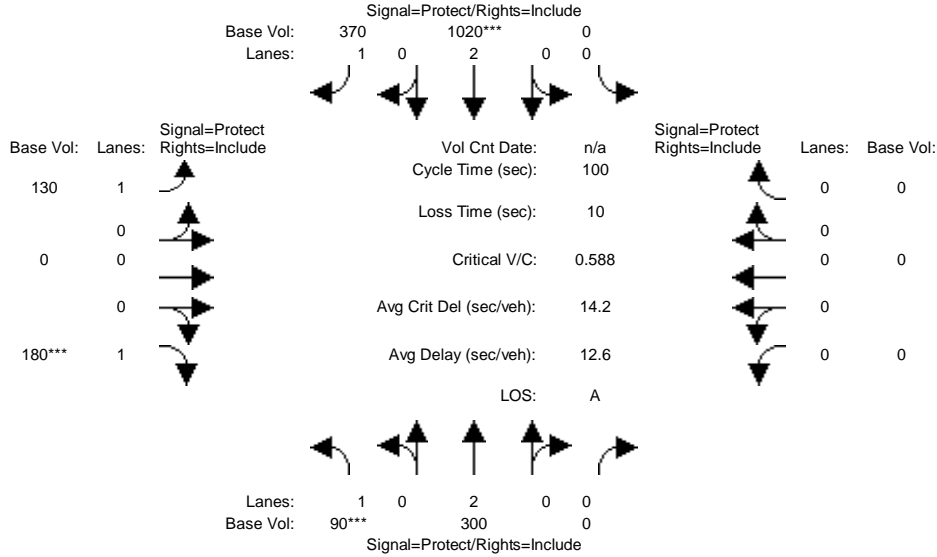 Signal=Protect/Rights=Include
Base Vol: 370 1020*** 0
Lanes: 1 0 2 0 0
Signal=Protect Signal=Protect
Base Vol: Lanes: Rights=Include Vol Cnt Date: n/a Rights=Include Lanes: Base Vol:
Cycle Time (sec): 100
130 1 0 0
Loss Time (sec): 10
0 0
0 0 Critical V/C: 0.588 0 0
0 Avg Crit Del (sec/veh): 14.2 0
180*** 1 Avg Delay (sec/veh): 12.6 0 0
LOS: A
Lanes: 1 0 2 0 0
Base Vol: 90*** 300 0
Signal=Protect/Rights=Include